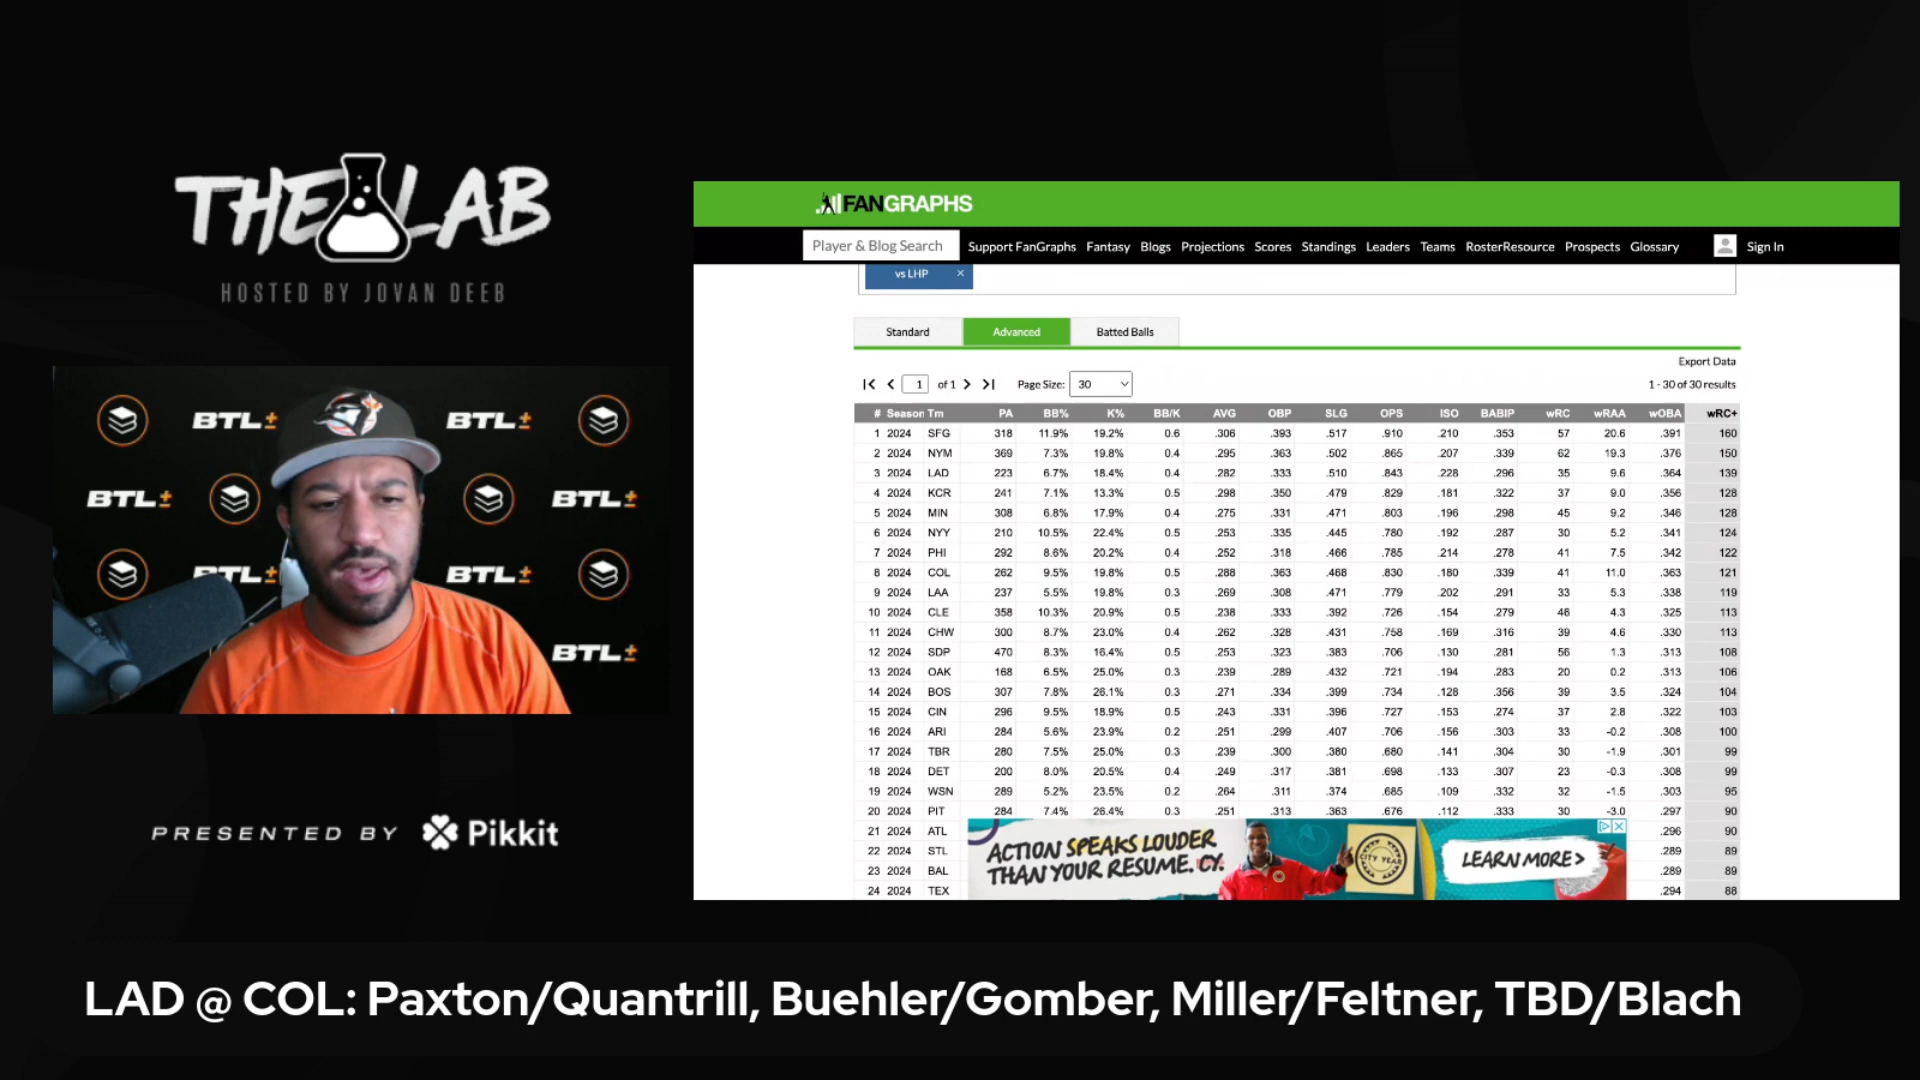 THE LAB
HOSTED BY JOVAN DEEB
BTL± BTL±
BTL± BTL±
BTL± BTL±
BTL±
PRESENTED BY Pikkit
FANGRAPHS
Player & Blog Search Support FanGraphs Fantasy Blogs Projections Scores Standings Leaders Teams RosterResource Prospects Glossary Sign In
vs LHP ×
Standard Advanced Batted Balls
Export Data
1 of 1 Page Size: 30 1 - 30 of 30 results
# Season Tm PA BB% K% BB/K AVG OBP SLG OPS ISO BABIP wRC wRAA wOBA wRC+
1 2024 SFG 318 11.9% 19.2% 0.6 .306 .393 .517 .910 .210 .353 57 20.6 .391 160
2 2024 NYM 369 7.3% 19.8% 0.4 .295 .363 .502 .865 .207 .339 62 19.3 .376 150
3 2024 LAD 223 6.7% 18.4% 0.4 .282 .333 .510 .843 .228 .296 35 9.6 .364 139
4 2024 KCR 241 7.1% 13.3% 0.5 .298 .350 .479 .829 .181 .322 37 9.0 .356 128
5 2024 MIN 308 6.8% 17.9% 0.4 .275 .331 .471 .803 .196 .298 45 9.2 .346 128
6 2024 NYY 210 10.5% 22.4% 0.5 .253 .335 .445 .780 .192 .287 30 5.2 .341 124
7 2024 PHI 292 8.6% 20.2% 0.4 .252 .318 .466 .785 .214 .278 41 7.5 .342 122
8 2024 COL 262 9.5% 19.8% 0.5 .288 .363 .468 .830 .180 .339 41 11.0 .363 121
9 2024 LAA 237 5.5% 19.8% 0.3 .269 .308 .471 .779 .202 .291 33 5.3 .338 119
10 2024 CLE 358 10.3% 20.9% 0.5 .238 .333 .392 .726 .154 .279 46 4.3 .325 113
11 2024 CHW 300 8.7% 23.0% 0.4 .262 .328 .431 .758 .169 .316 39 4.6 .330 113
12 2024 SDP 470 8.3% 16.4% 0.5 .253 .323 .383 .706 .130 .281 56 1.3 .313 108
13 2024 OAK 168 6.5% 25.0% 0.3 .239 .289 .432 .721 .194 .283 20 0.2 .313 106
14 2024 BOS 307 7.8% 26.1% 0.3 .271 .334 .399 .734 .128 .356 39 3.5 .324 104
15 2024 CIN 296 9.5% 18.9% 0.5 .243 .331 .396 .727 .153 .274 37 2.8 .322 103
16 2024 ARI 284 5.6% 23.9% 0.2 .251 .299 .407 .706 .156 .303 33 -0.2 .308 100
17 2024 TBR 280 7.5% 25.0% 0.3 .239 .300 .380 .680 .141 .304 30 -1.9 .301 99
18 2024 DET 200 8.0% 20.5% 0.4 .249 .317 .381 .698 .133 .307 23 -0.3 .308 99
19 2024 WSN 289 5.2% 23.5% 0.2 .264 .311 .374 .685 .109 .332 32 -1.5 .303 95
20 2024 PIT 284 7.4% 26.4% 0.3 .251 .313 .363 .676 .112 .333 30 -3.0 .297 90
21 2024 ATL .296 90
22 2024 STL .289 89
23 2024 BAL .289 89
24 2024 TEX .294 88
ACTION SPEAKS LOUDER
THAN YOUR RESUME. CY.
CITY YEAR
LEARN MORE >
LAD @ COL: Paxton/Quantrill, Buehler/Gomber, Miller/Feltner, TBD/Blach